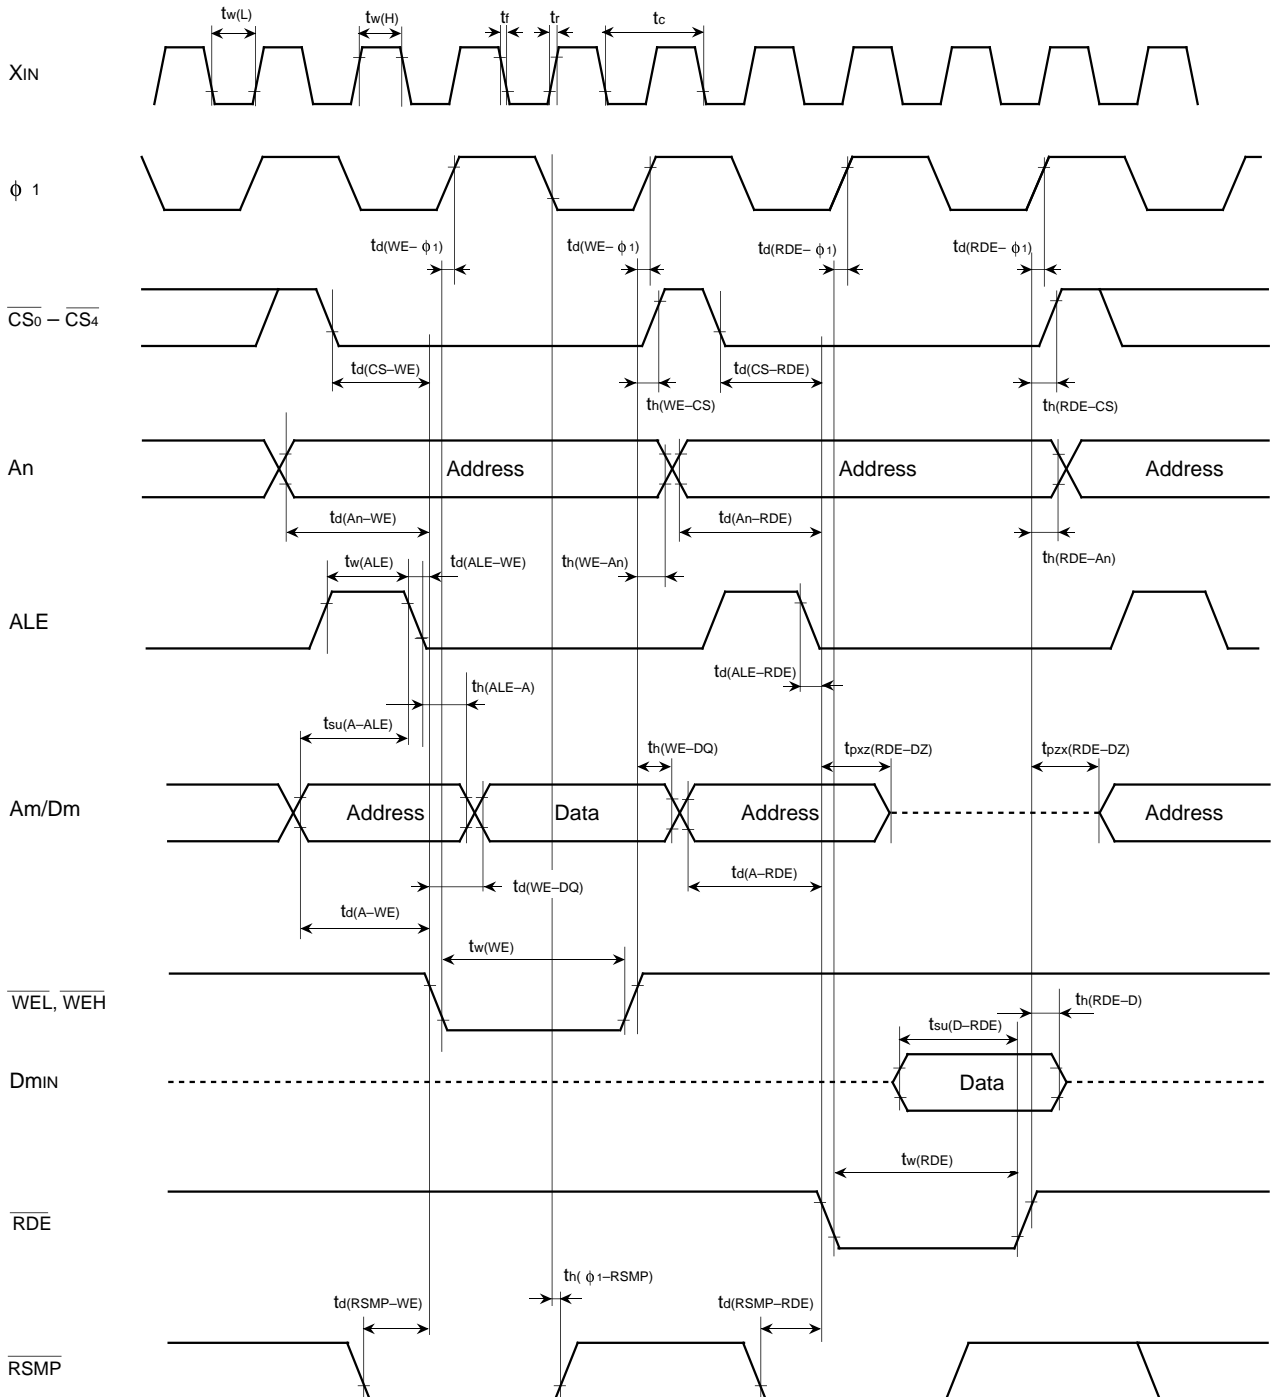 tw(L) tw(H) tf tr tc
XIN
ϕ 1
td(WE– ϕ 1) td(WE– ϕ 1) td(RDE– ϕ 1) td(RDE– ϕ 1)
CS0 – CS4
td(CS–WE) td(CS–RDE)
th(WE–CS) th(RDE–CS)
An Address Address Address
td(An–WE) td(An–RDE)
tw(ALE) td(ALE–WE) th(WE–An) th(RDE–An)
ALE
td(ALE–RDE)
th(ALE–A)
tsu(A–ALE)
th(WE–DQ) tpxz(RDE–DZ) tpzx(RDE–DZ)
Am/Dm Address Data Address Address
td(WE–DQ) td(A–RDE)
td(A–WE)
tw(WE)
WEL, WEH
th(RDE–D)
tsu(D–RDE)
DmIN Data
tw(RDE)
RDE
th( ϕ 1–RSMP)
td(RSMP–WE) td(RSMP–RDE)
RSMP